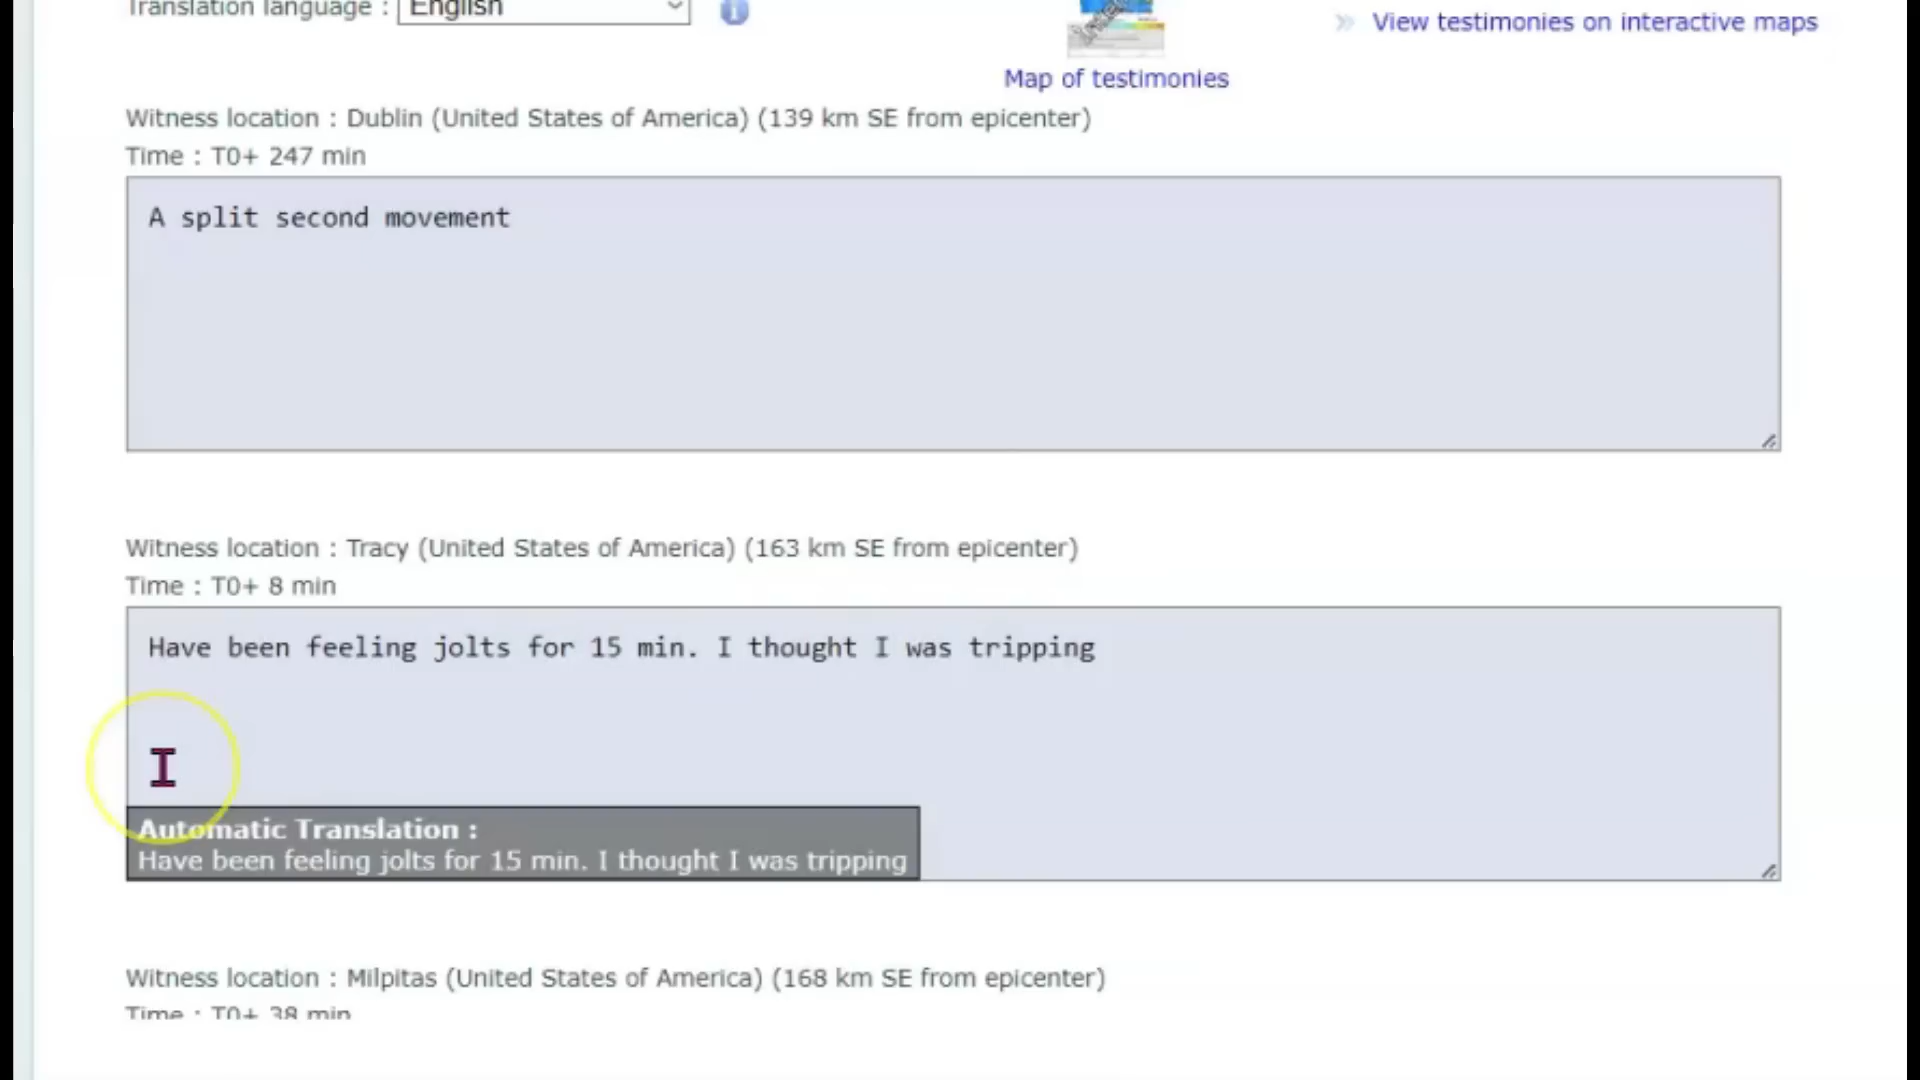 Translation language : English
View testimonies on interactive maps
Map of testimonies
Witness location : Dublin (United States of America) (139 km SE from epicenter)
Time : T0+ 247 min
A split second movement
Witness location : Tracy (United States of America) (163 km SE from epicenter)
Time : T0+ 8 min
Have been feeling jolts for 15 min. I thought I was tripping
Automatic Translation :
Have been feeling jolts for 15 min. I thought I was tripping
Witness location : Milpitas (United States of America) (168 km SE from epicenter)
Time : T0+ 38 min